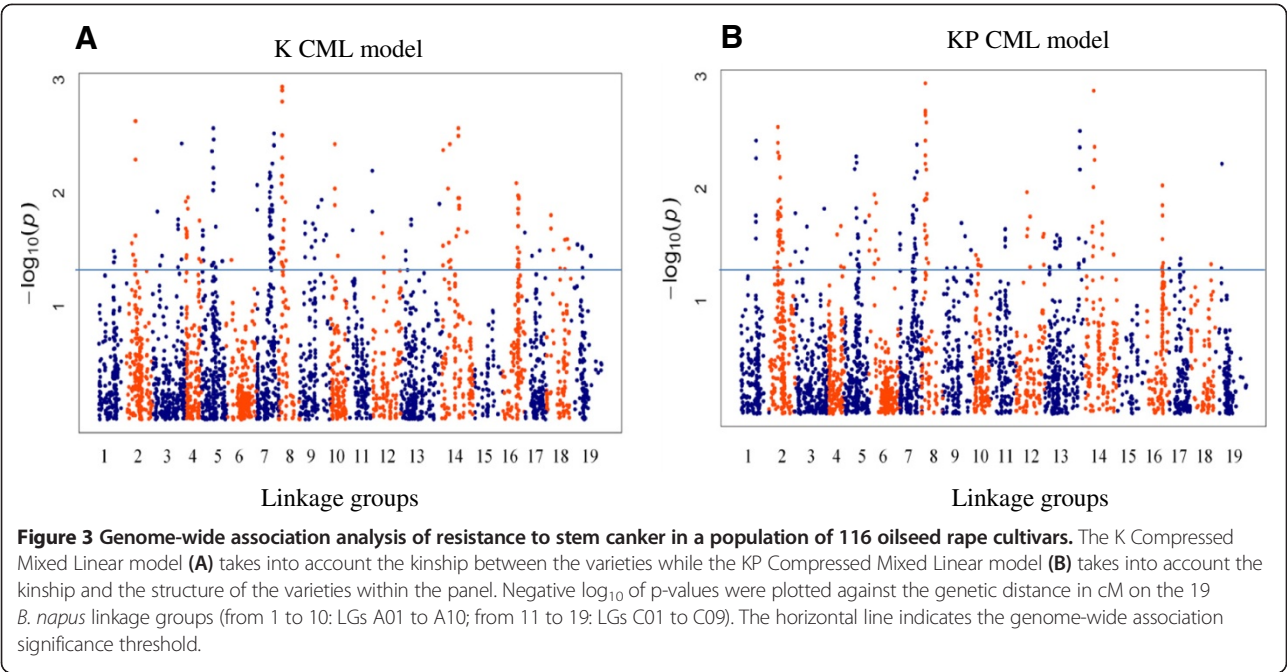 A
K CML model
3
2
1
−log10(p)
1 2 3 4 5 6 7 8 9 10 11 12 13 14 15 16 17 18 19
Linkage groups
B
KP CML model
3
2
1
−log10(p)
1 2 3 4 5 6 7 8 9 10 11 12 13 14 15 16 17 18 19
Linkage groups
Figure 3 Genome-wide association analysis of resistance to stem canker in a population of 116 oilseed rape cultivars. The K Compressed
Mixed Linear model (A) takes into account the kinship between the varieties while the KP Compressed Mixed Linear model (B) takes into account the
kinship and the structure of the varieties within the panel. Negative log10 of p-values were plotted against the genetic distance in cM on the 19
B. napus linkage groups (from 1 to 10: LGs A01 to A10; from 11 to 19: LGs C01 to C09). The horizontal line indicates the genome-wide association
significance threshold.